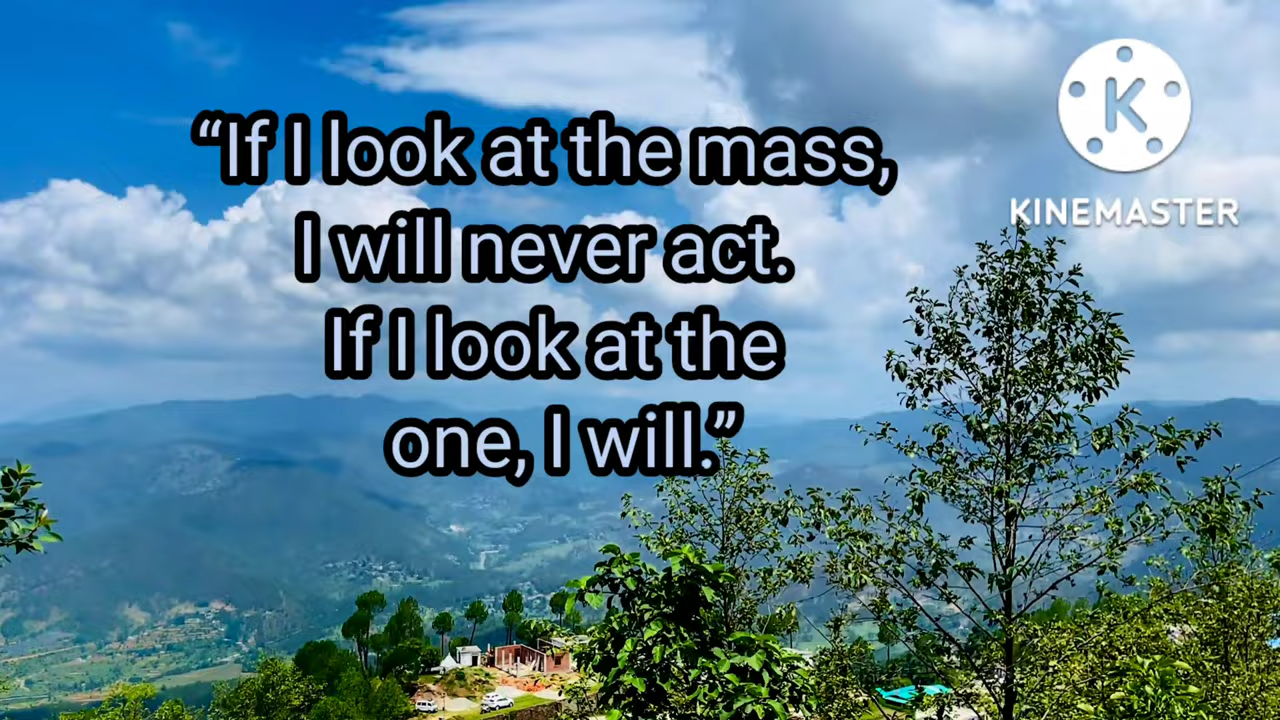 “If I look at the mass,
I will never act.
If I look at the
one, I will.”
K
KINEMASTER